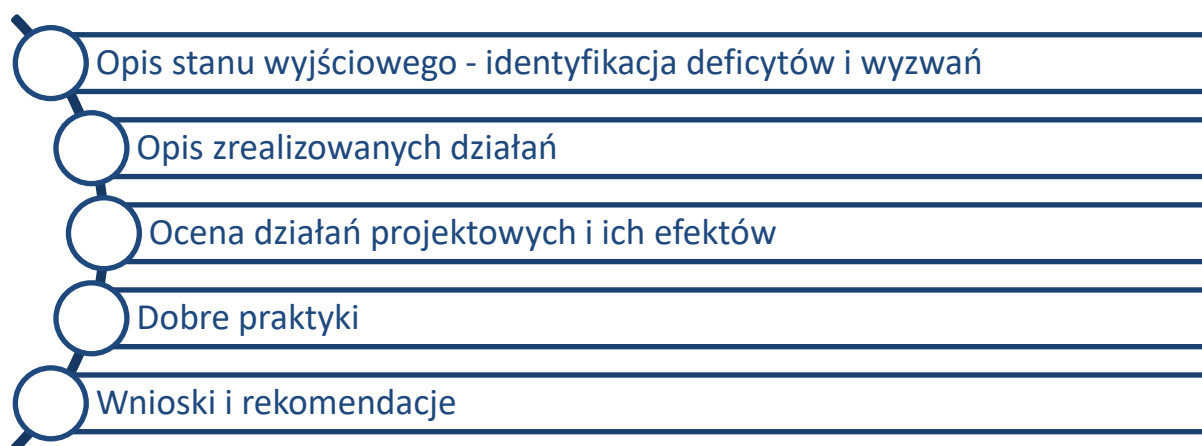 Opis stanu wyjściowego - identyfikacja deficytów i wyzwań
Opis zrealizowanych działań
Ocena działań projektowych i ich efektów
Dobre praktyki
Wnioski i rekomendacje